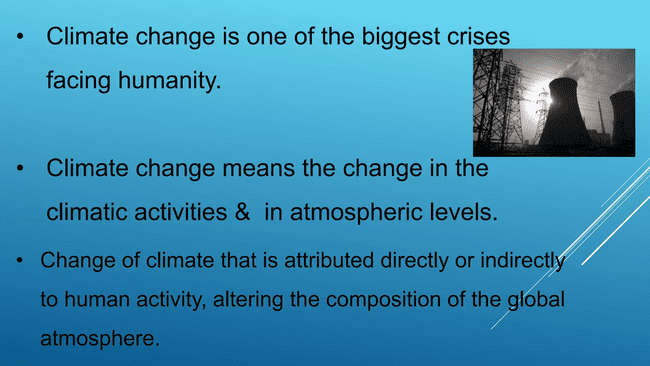 • Climate change is one of the biggest crises
facing humanity.
• Climate change means the change in the
climatic activities &  in atmospheric levels.
• Change of climate that is attributed directly or indirectly
to human activity, altering the composition of the global
atmosphere.